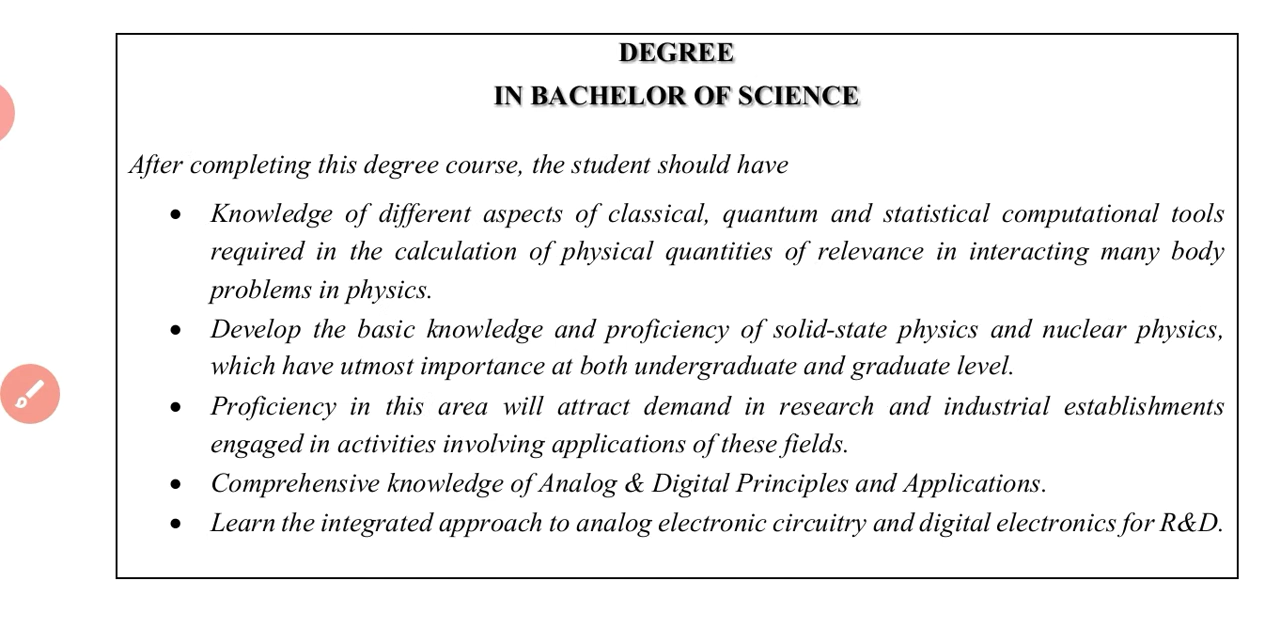 DEGREE
IN BACHELOR OF SCIENCE
After completing this degree course, the student should have
• Knowledge of different aspects of classical, quantum and statistical computational tools
required in the calculation of physical quantities of relevance in interacting many body
problems in physics.
• Develop the basic knowledge and proficiency of solid-state physics and nuclear physics,
which have utmost importance at both undergraduate and graduate level.
• Proficiency in this area will attract demand in research and industrial establishments
engaged in activities involving applications of these fields.
• Comprehensive knowledge of Analog & Digital Principles and Applications.
• Learn the integrated approach to analog electronic circuitry and digital electronics for R&D.